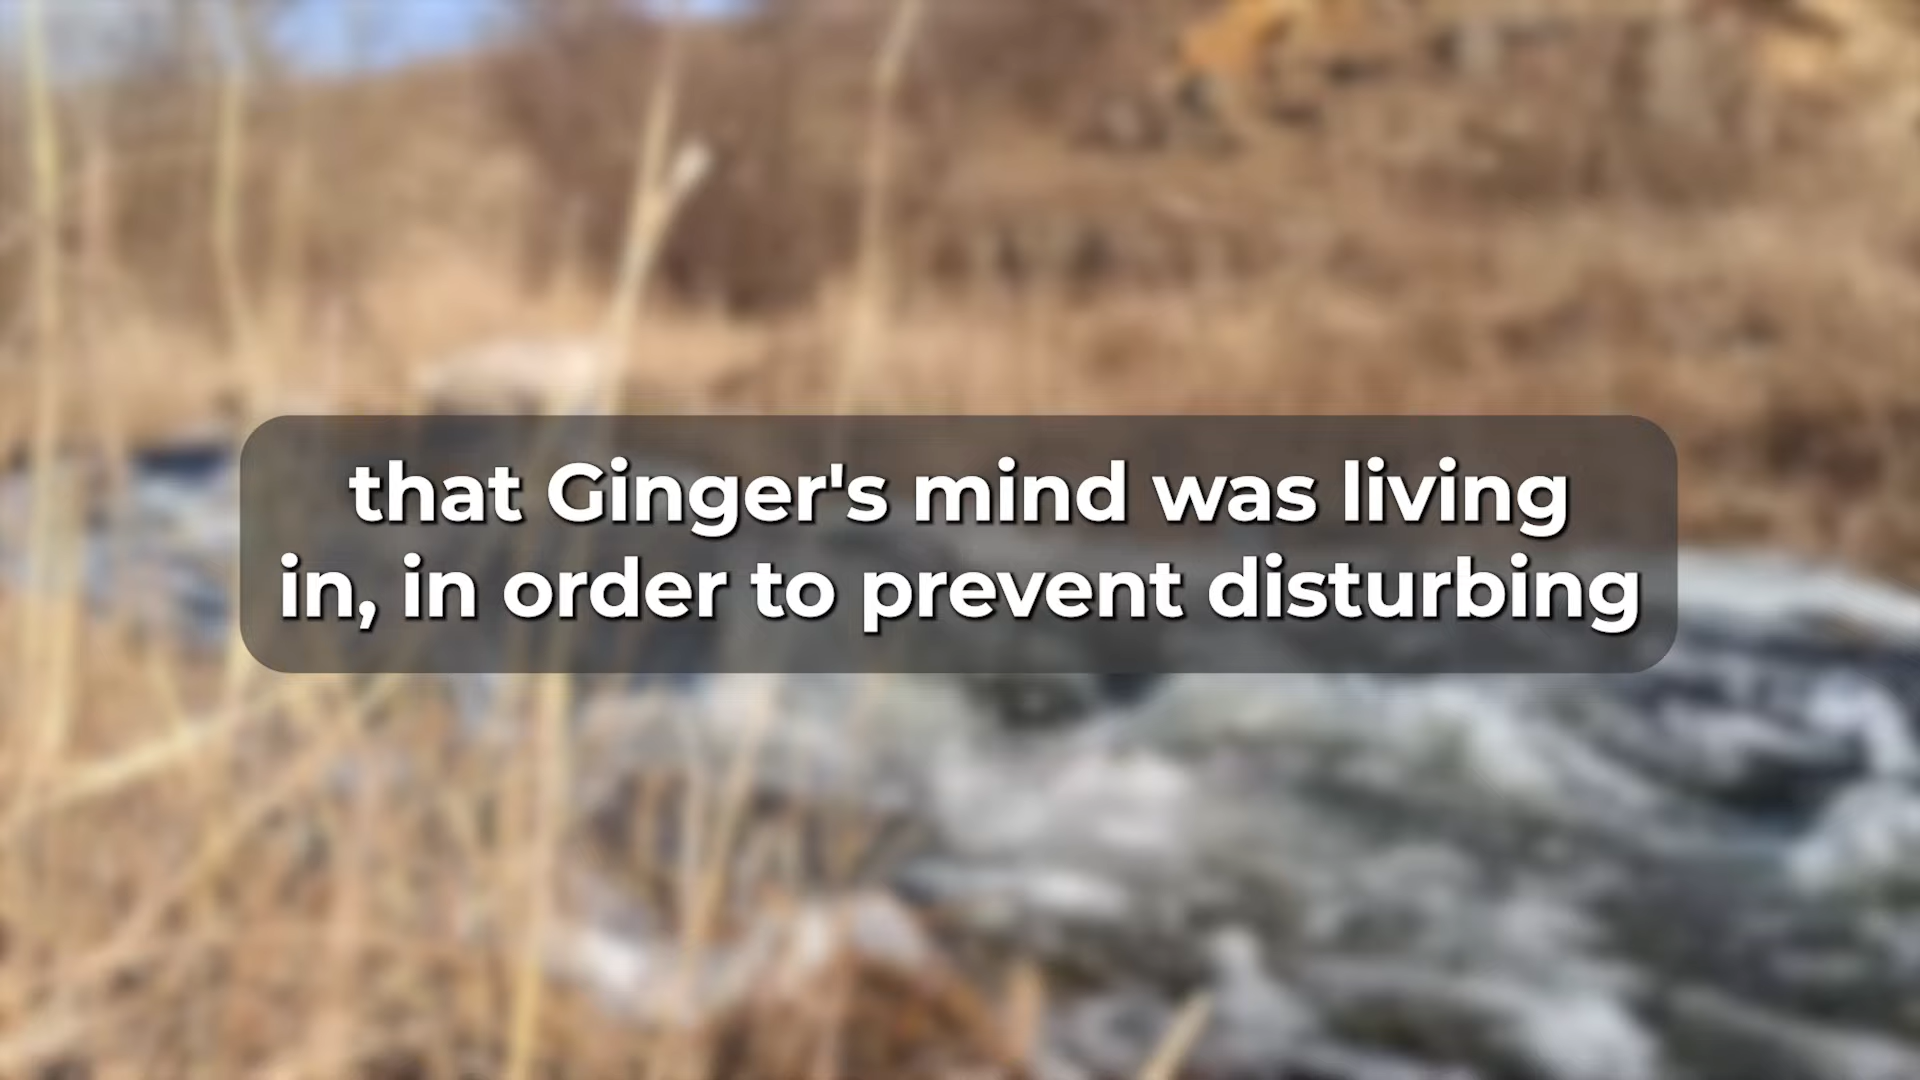 that Ginger's mind was living
in, in order to prevent disturbing